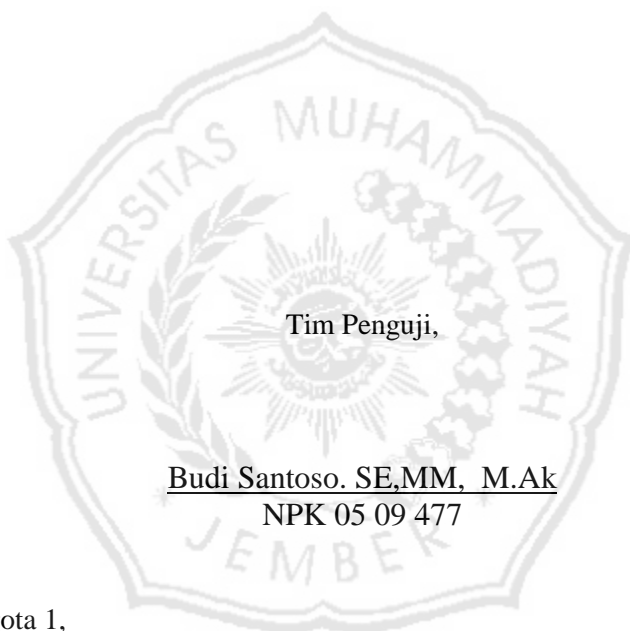 UNIVERSITAS MUHAMMADIYAH
Tim Penguji,
Budi Santoso. SE,MM, M.Ak
NPK 05 09 477
JEMBER
ota 1,